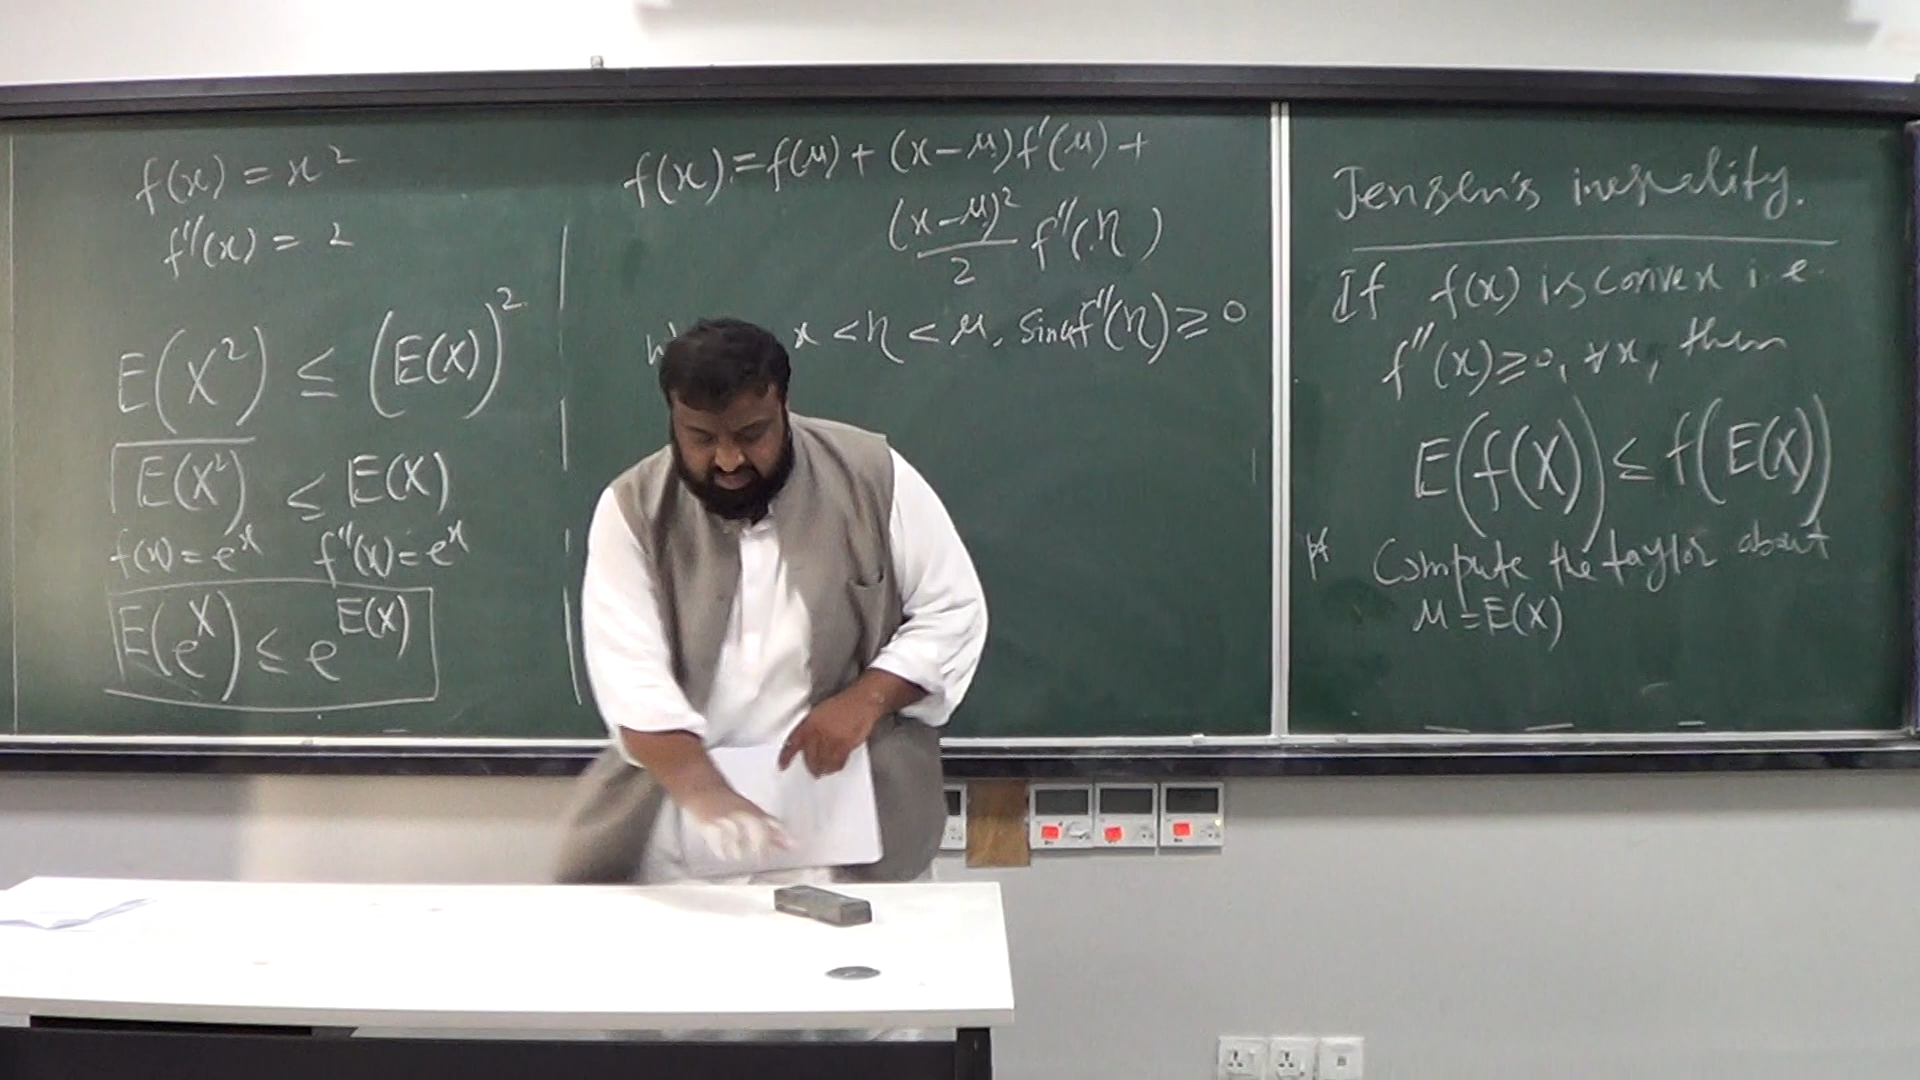 f(x) = x²
f''(x) = 2
E(X²) ≤ (E(X))²
√E(X²) ≤ E(X)
f(x) = eˣ f''(x) = eˣ
E(e^X) ≤ e^E(X)
f(x) = f(μ) + (x-μ)f'(μ) +
(x-μ)²/2 f''(η)
x < η < μ. Since f''(η) ≥ 0
Jensen's inequality.
If f(x) is convex i.e.
f''(x) ≥ 0, ∀x, then
E(f(X)) ≤ f(E(X))
pf Compute the taylor about
μ = E(X)